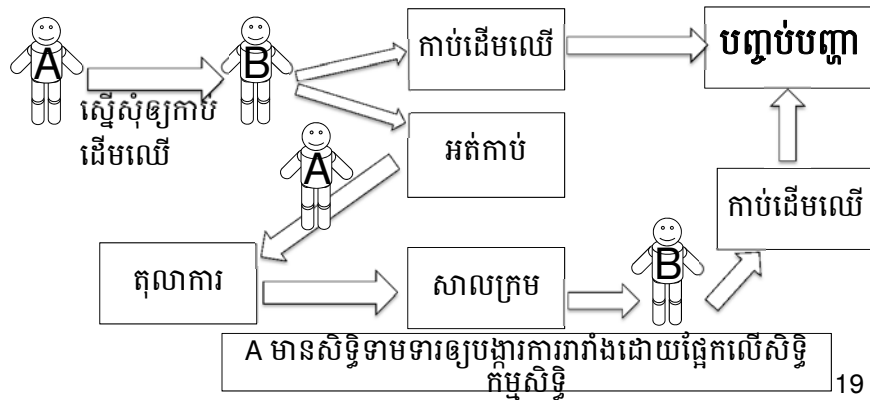 A
ស្នើសុំឲ្យកាប់
ដើមឈើ
B
កាប់ដើមឈើ
បញ្ចប់បញ្ហា
អត់កាប់
A
តុលាការ
សាលក្រម
B
កាប់ដើមឈើ
A មានសិទ្ធិទាមទារឲ្យបង្ការការរារាំងដោយផ្អែកលើសិទ្ធិ
កម្មសិទ្ធិ
19